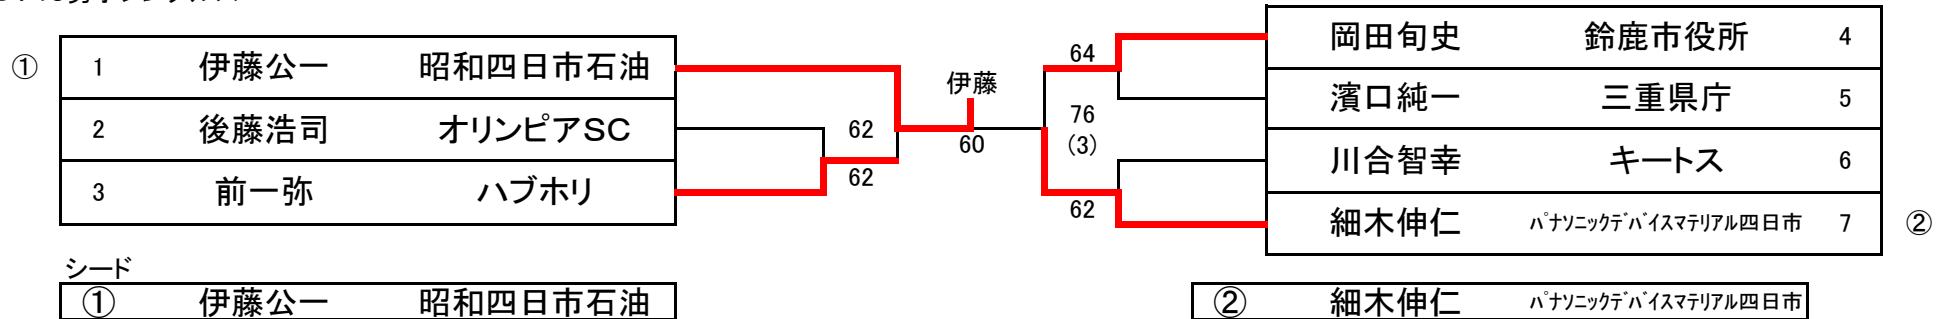 ① 1 伊藤公一 昭和四日市石油
2 後藤浩司 オリンピアSC
3 前一弥 ハブホリ
62
62
伊藤
60
64
76
(3)
62
岡田旬史 鈴鹿市役所 4
濱口純一 三重県庁 5
川合智幸 キートス 6
細木伸仁 ﾊﾟﾅｿﾆｯｸﾃﾞﾊﾞｲｽﾏﾃﾘｱﾙ四日市 7 ②
シード
① 伊藤公一 昭和四日市石油
② 細木伸仁 ﾊﾟﾅｿﾆｯｸﾃﾞﾊﾞｲｽﾏﾃﾘｱﾙ四日市